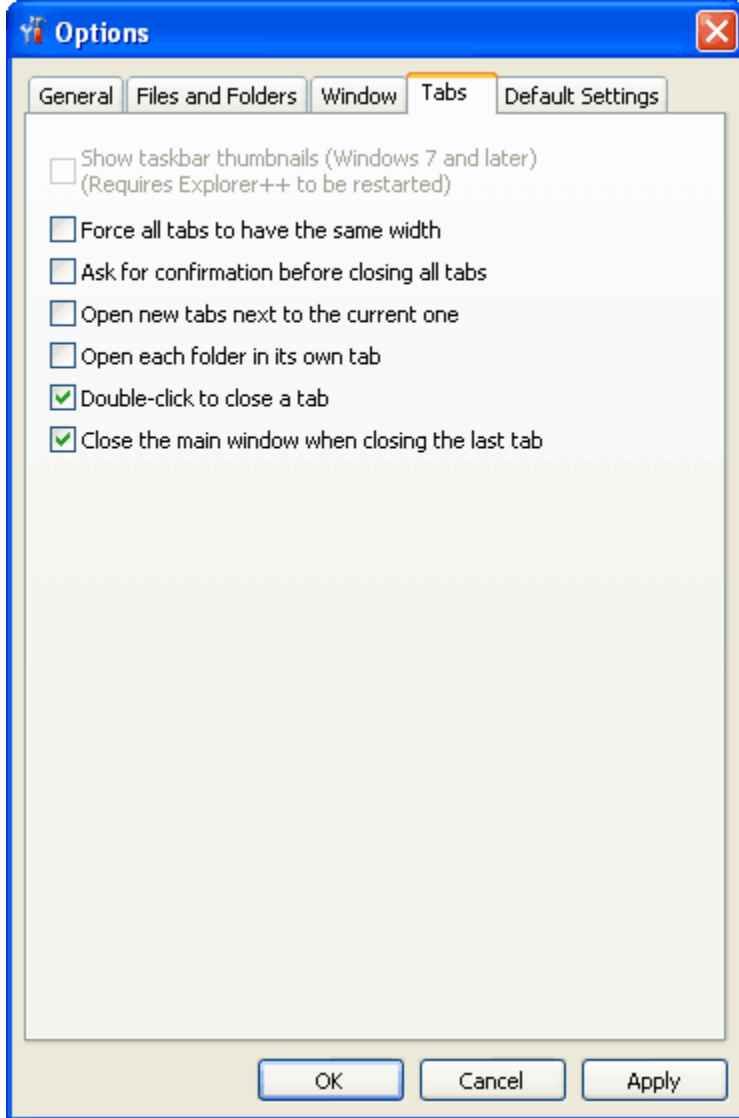 Options
General Files and Folders Window Tabs Default Settings
Show taskbar thumbnails (Windows 7 and later)
(Requires Explorer++ to be restarted)
Force all tabs to have the same width
Ask for confirmation before closing all tabs
Open new tabs next to the current one
Open each folder in its own tab
Double-click to close a tab
Close the main window when closing the last tab
OK Cancel Apply